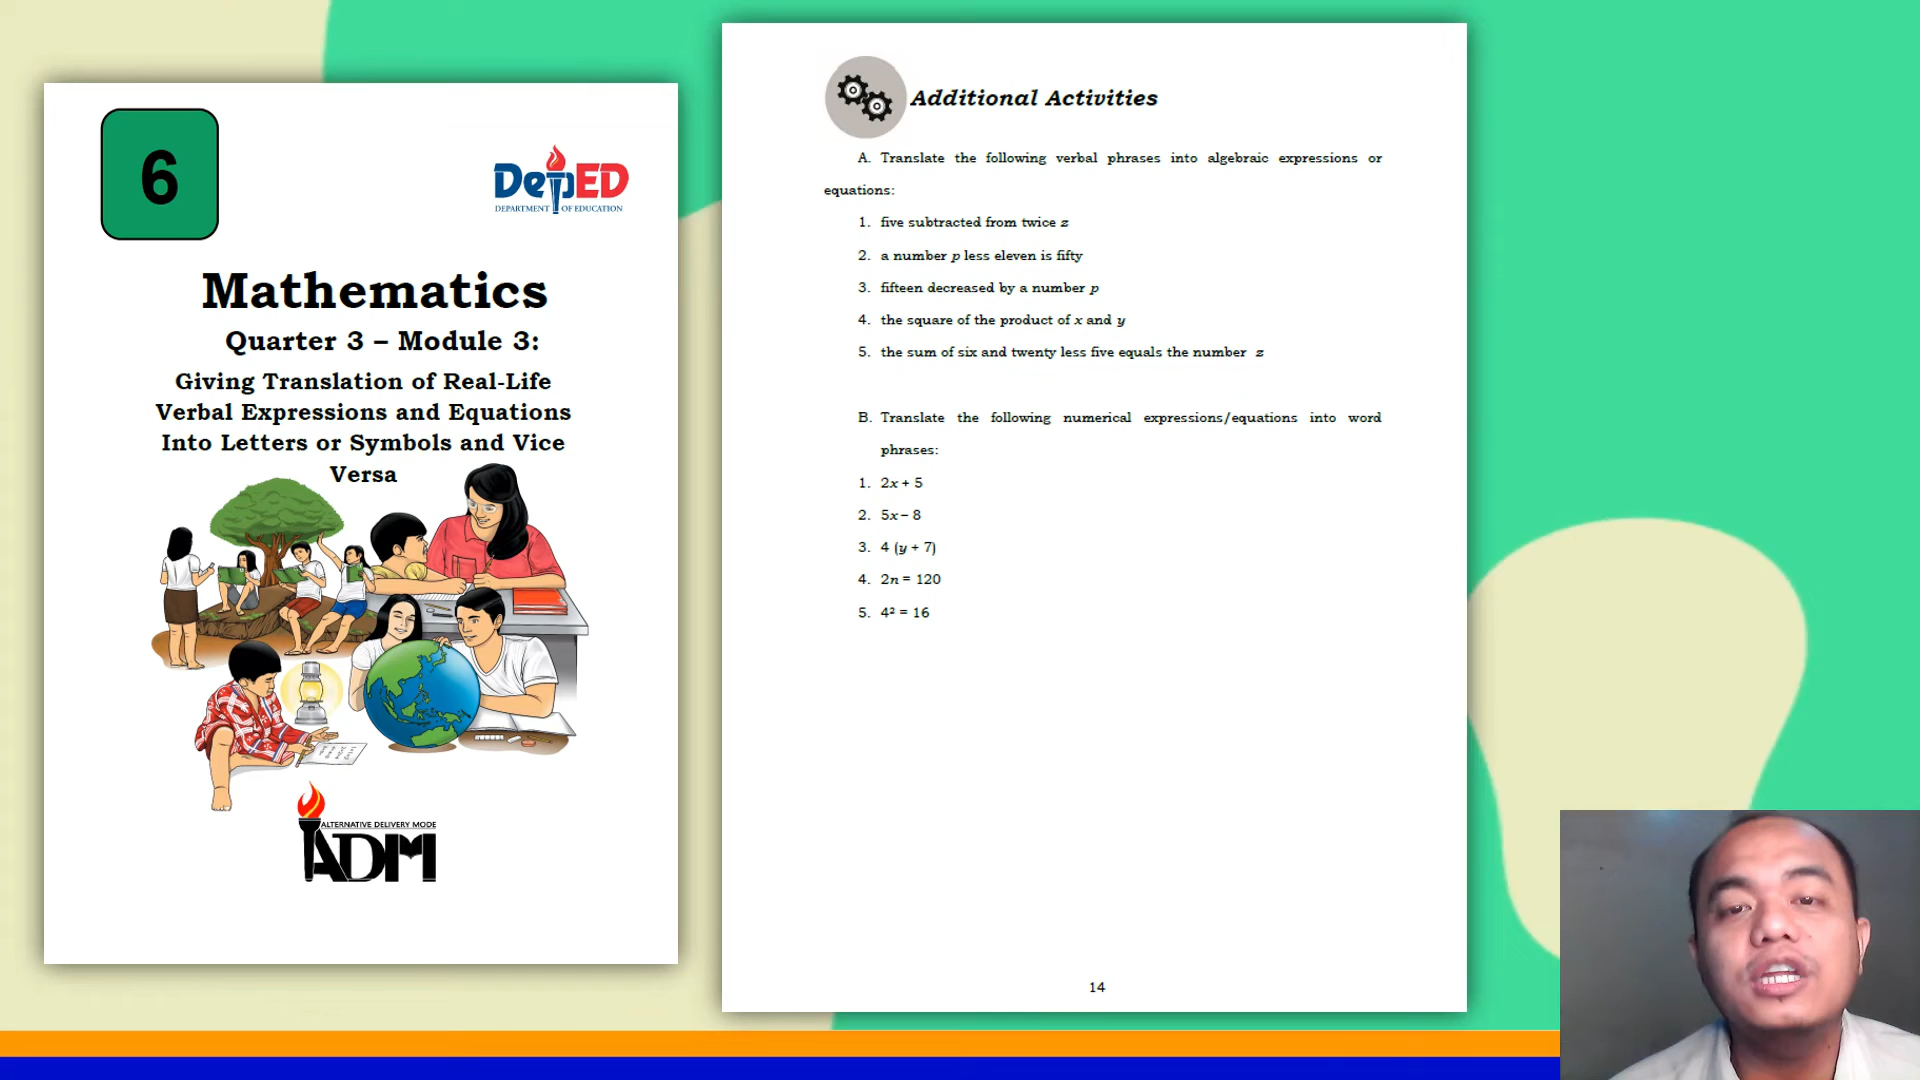 6
DepED
DEPARTMENT OF EDUCATION
Mathematics
Quarter 3 – Module 3:
Giving Translation of Real-Life
Verbal Expressions and Equations
Into Letters or Symbols and Vice
Versa
ALTERNATIVE DELIVERY MODE
ADM
Additional Activities
A. Translate the following verbal phrases into algebraic expressions or
equations:
1. five subtracted from twice z
2. a number p less eleven is fifty
3. fifteen decreased by a number p
4. the square of the product of x and y
5. the sum of six and twenty less five equals the number z
B. Translate the following numerical expressions/equations into word
phrases:
1. 2x + 5
2. 5x – 8
3. 4 (y + 7)
4. 2n = 120
5. 4² = 16
14